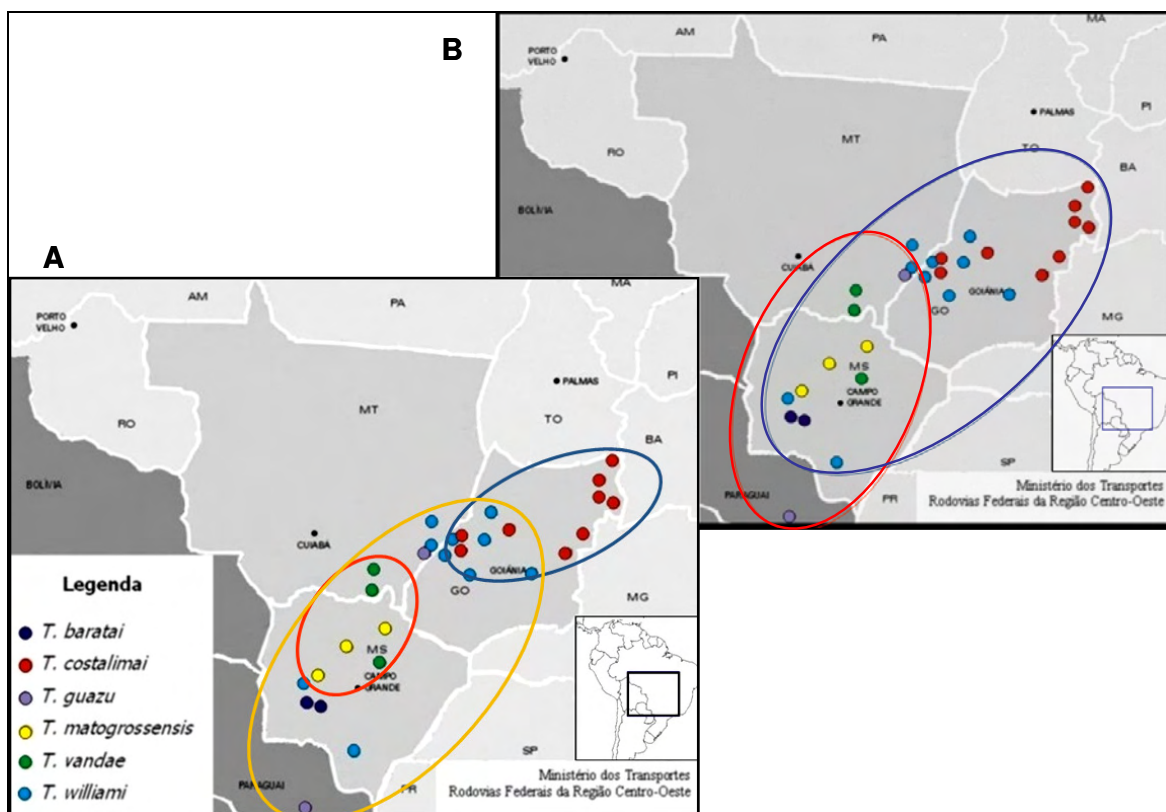 B
AM
PA
MA
PORTO
VELHO
PALMAS
PI
MT
TO
RO
BA
BOLÍVIA
CUIABÁ
GOIÂNIA
GO
MG
MS
CAMPO
GRANDE
SP
PARAGUAI
PR
Ministério dos Transportes
Rodovias Federais da Região Centro-Oeste
A
AM
PA
MA
PORTO
VELHO
PALMAS
PI
MT
TO
RO
BA
BOLÍVIA
CUIABÁ
GOIÂNIA
GO
MG
MS
CAMPO
GRANDE
SP
PARAGUAI
PR
Ministério dos Transportes
Rodovias Federais da Região Centro-Oeste
Legenda
T. baratai
T. costalimai
T. guazu
T. matogrossensis
T. vandae
T. williami